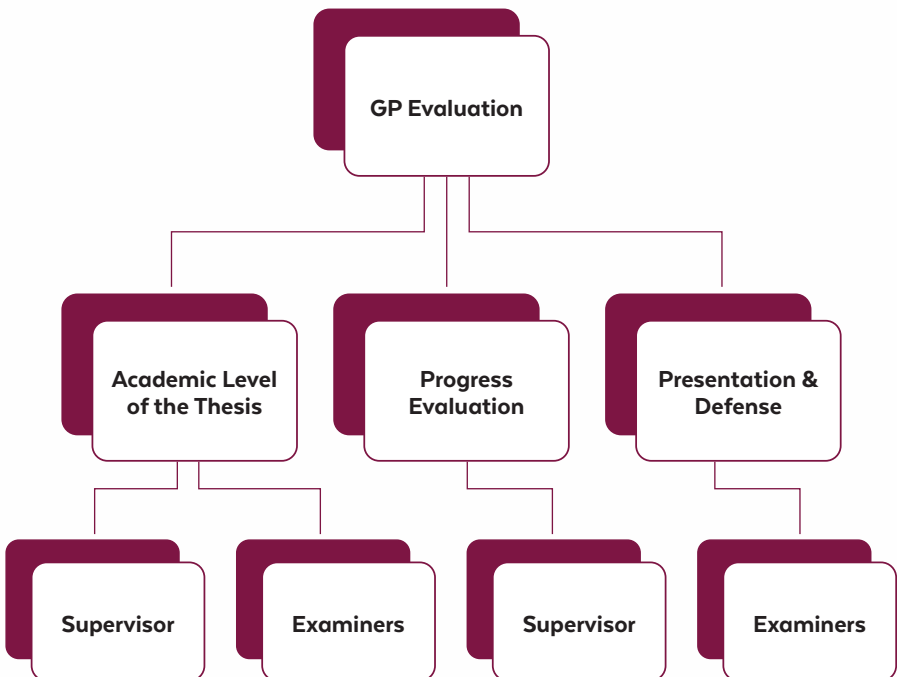 GP Evaluation
Academic Level
of the Thesis
Progress
Evaluation
Presentation &
Defense
Supervisor
Examiners
Supervisor
Examiners